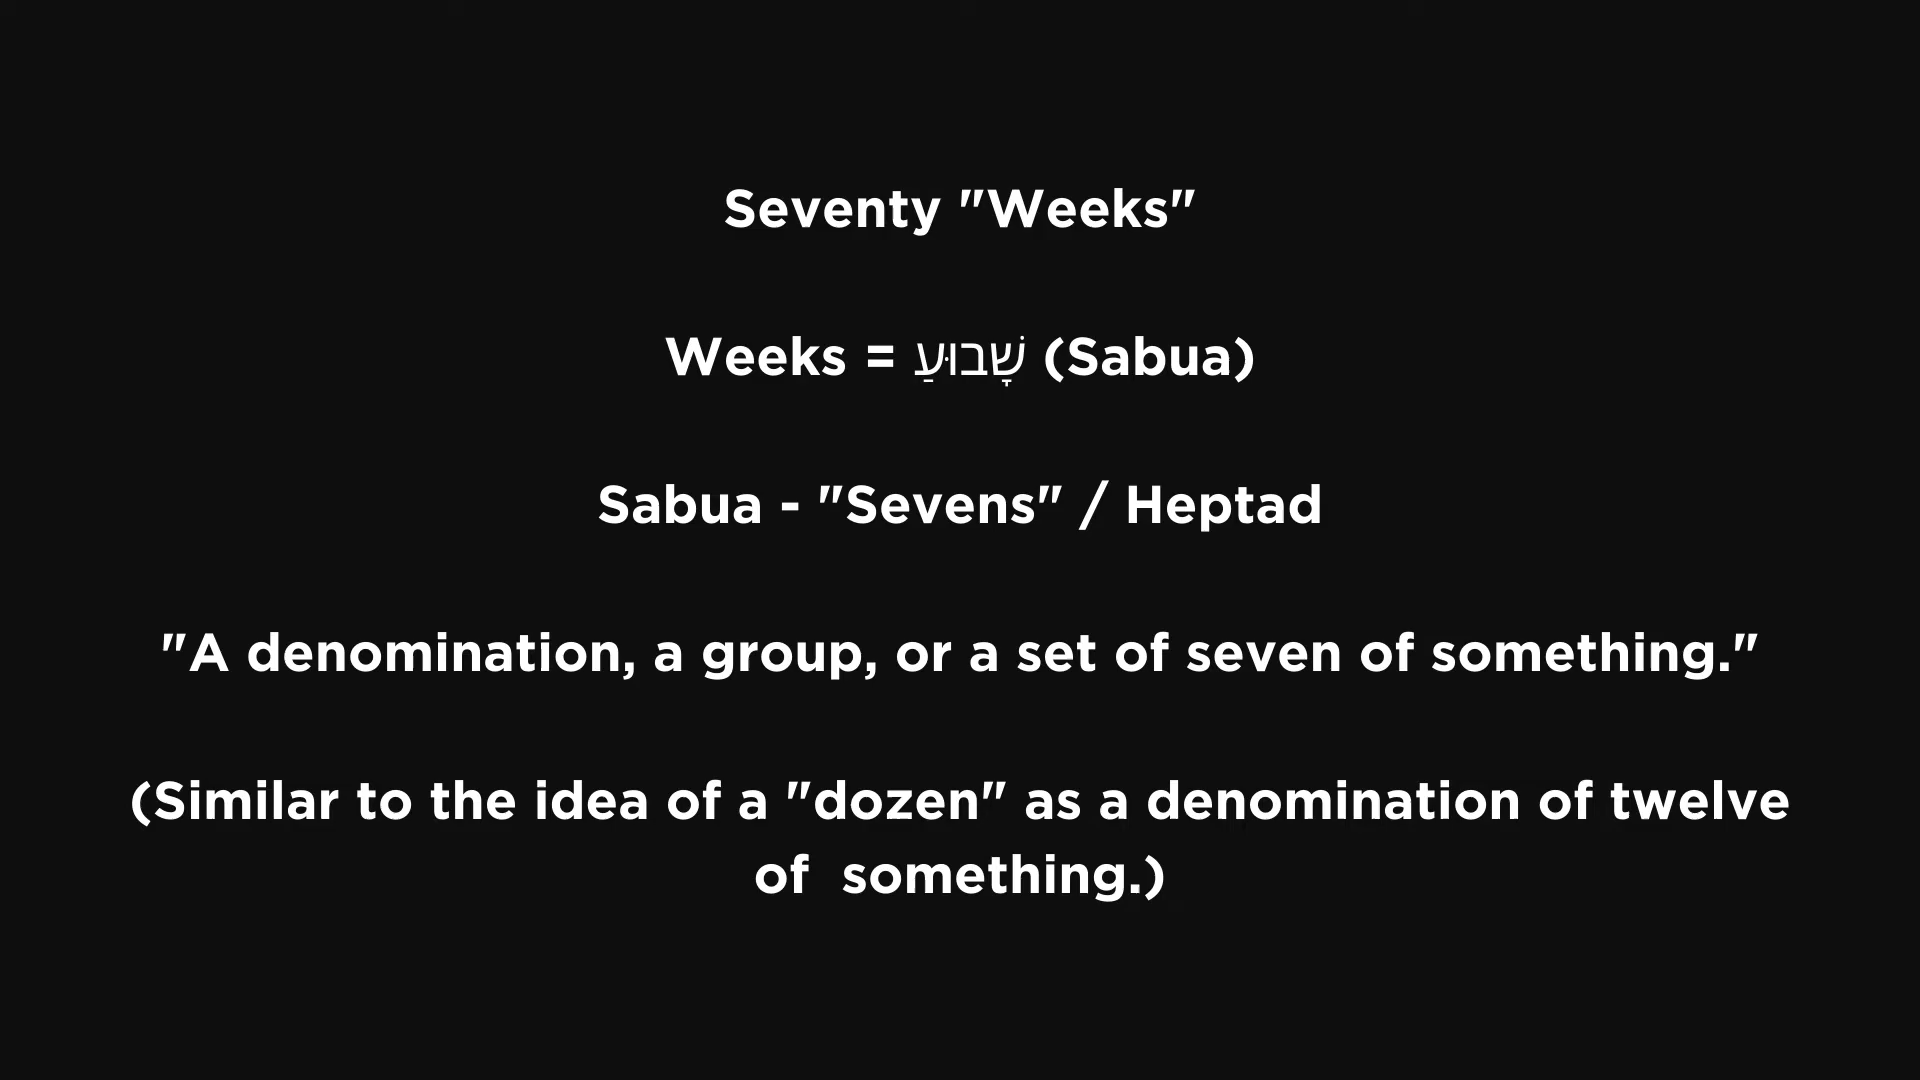 Seventy "Weeks"
Weeks = שָׁבוּעַ (Sabua)
Sabua - "Sevens" / Heptad
"A denomination, a group, or a set of seven of something."
(Similar to the idea of a "dozen" as a denomination of twelve
of  something.)